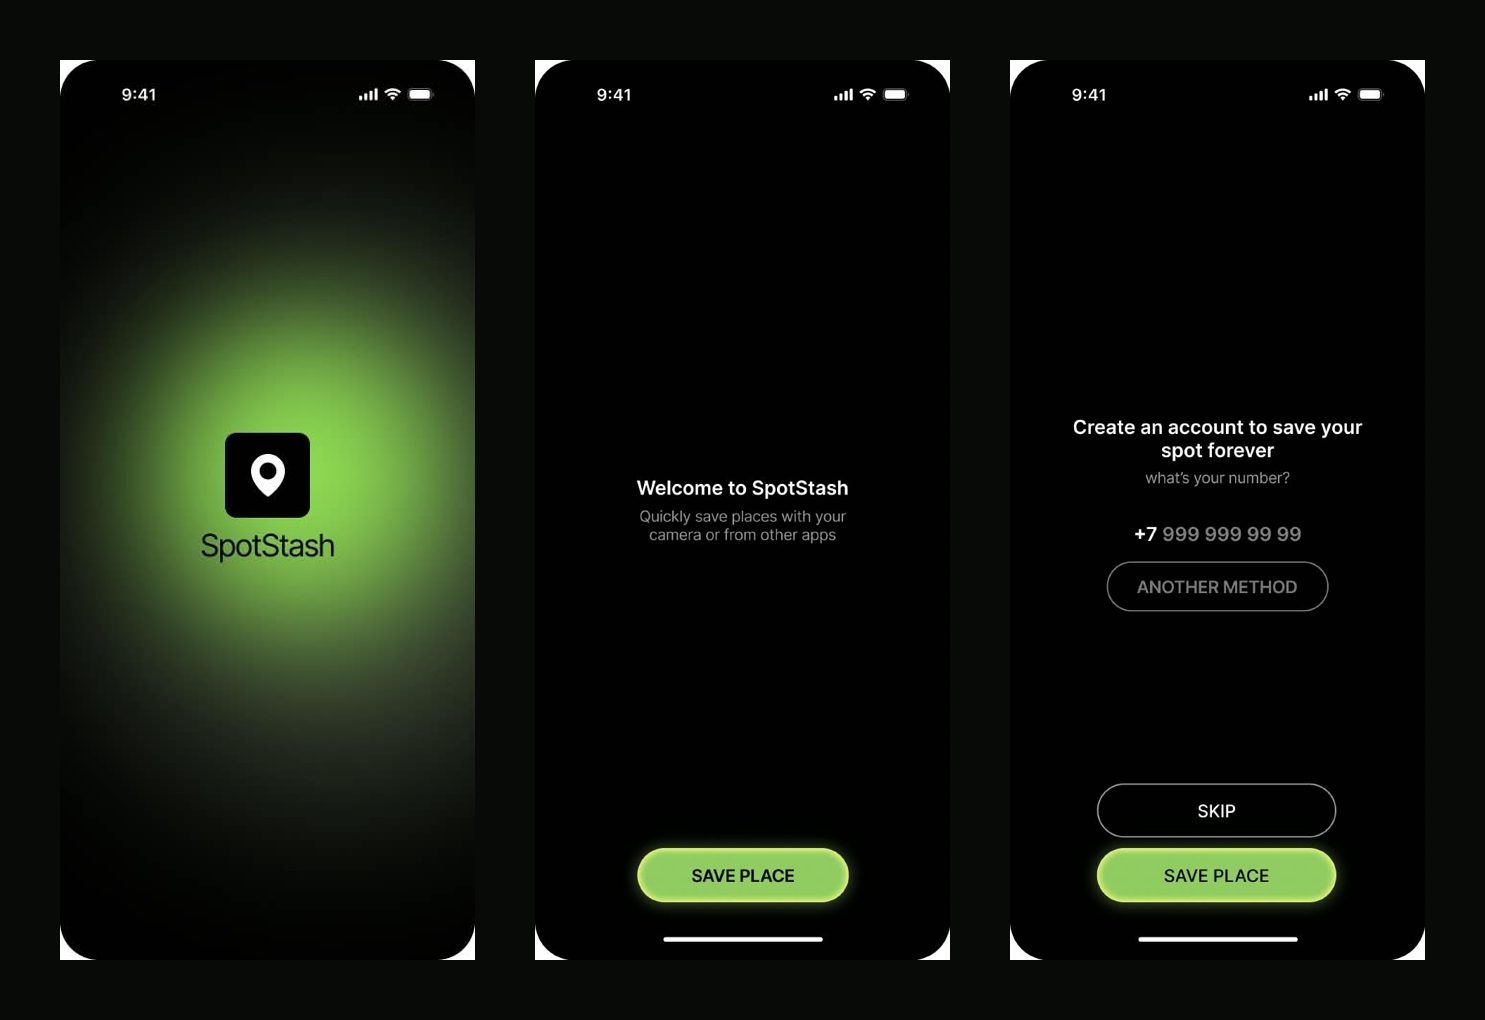 9:41
SpotStash
9:41
Welcome to SpotStash
Quickly save places with your
camera or from other apps
SAVE PLACE
9:41
Create an account to save your
spot forever
what's your number?
+7 999 999 99 99
ANOTHER METHOD
SKIP
SAVE PLACE